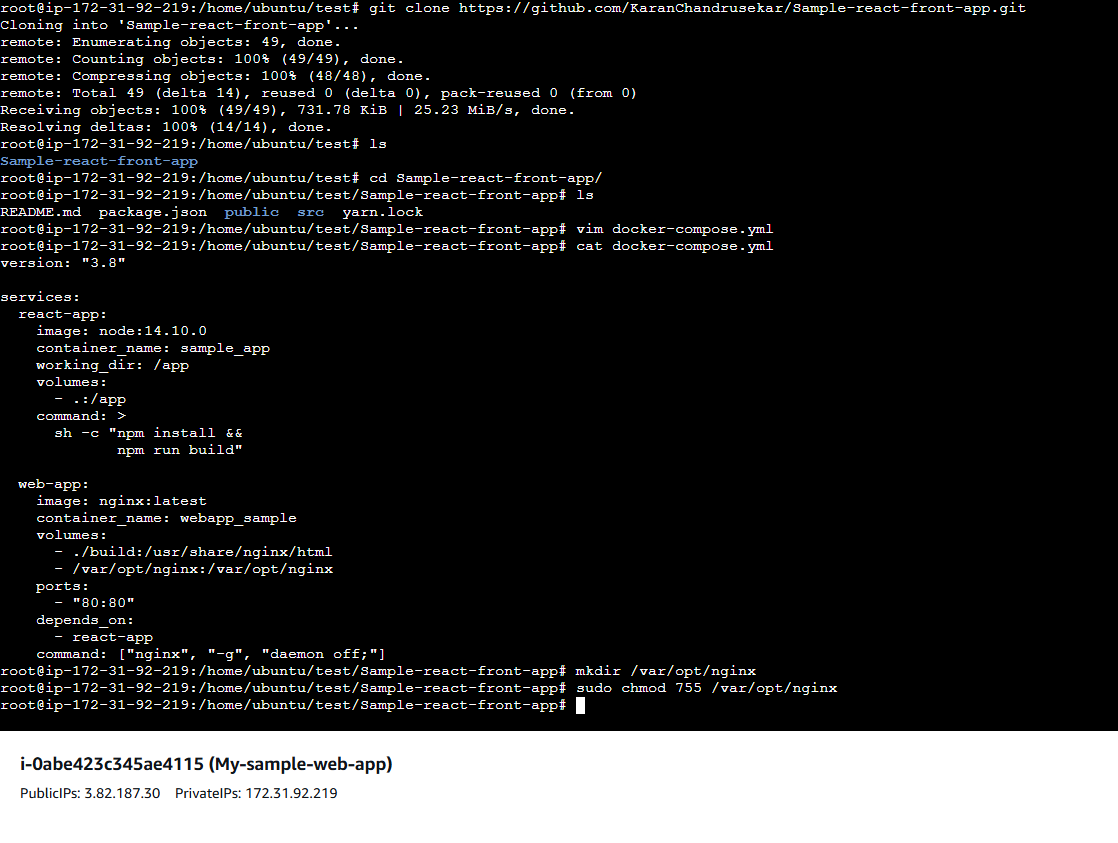 root@ip-172-31-92-219:/home/ubuntu/test# git clone https://github.com/KaranChandrusekar/Sample-react-front-app.git
Cloning into 'Sample-react-front-app'...
remote: Enumerating objects: 49, done.
remote: Counting objects: 100% (49/49), done.
remote: Compressing objects: 100% (48/48), done.
remote: Total 49 (delta 14), reused 0 (delta 0), pack-reused 0 (from 0)
Receiving objects: 100% (49/49), 731.78 KiB | 25.23 MiB/s, done.
Resolving deltas: 100% (14/14), done.
root@ip-172-31-92-219:/home/ubuntu/test# ls
Sample-react-front-app
root@ip-172-31-92-219:/home/ubuntu/test# cd Sample-react-front-app/
root@ip-172-31-92-219:/home/ubuntu/test/Sample-react-front-app# ls
README.md  package.json  public  src  yarn.lock
root@ip-172-31-92-219:/home/ubuntu/test/Sample-react-front-app# vim docker-compose.yml
root@ip-172-31-92-219:/home/ubuntu/test/Sample-react-front-app# cat docker-compose.yml
version: "3.8"

services:
  react-app:
    image: node:14.10.0
    container_name: sample_app
    working_dir: /app
    volumes:
      - .:/app
    command: >
      sh -c "npm install &&
             npm run build"

  web-app:
    image: nginx:latest
    container_name: webapp_sample
    volumes:
      - ./build:/usr/share/nginx/html
      - /var/opt/nginx:/var/opt/nginx
    ports:
      - "80:80"
    depends_on:
      - react-app
    command: ["nginx", "-g", "daemon off;"]
root@ip-172-31-92-219:/home/ubuntu/test/Sample-react-front-app# mkdir /var/opt/nginx
root@ip-172-31-92-219:/home/ubuntu/test/Sample-react-front-app# sudo chmod 755 /var/opt/nginx
root@ip-172-31-92-219:/home/ubuntu/test/Sample-react-front-app#
i-0abe423c345ae4115 (My-sample-web-app)
PublicIPs: 3.82.187.30    PrivateIPs: 172.31.92.219